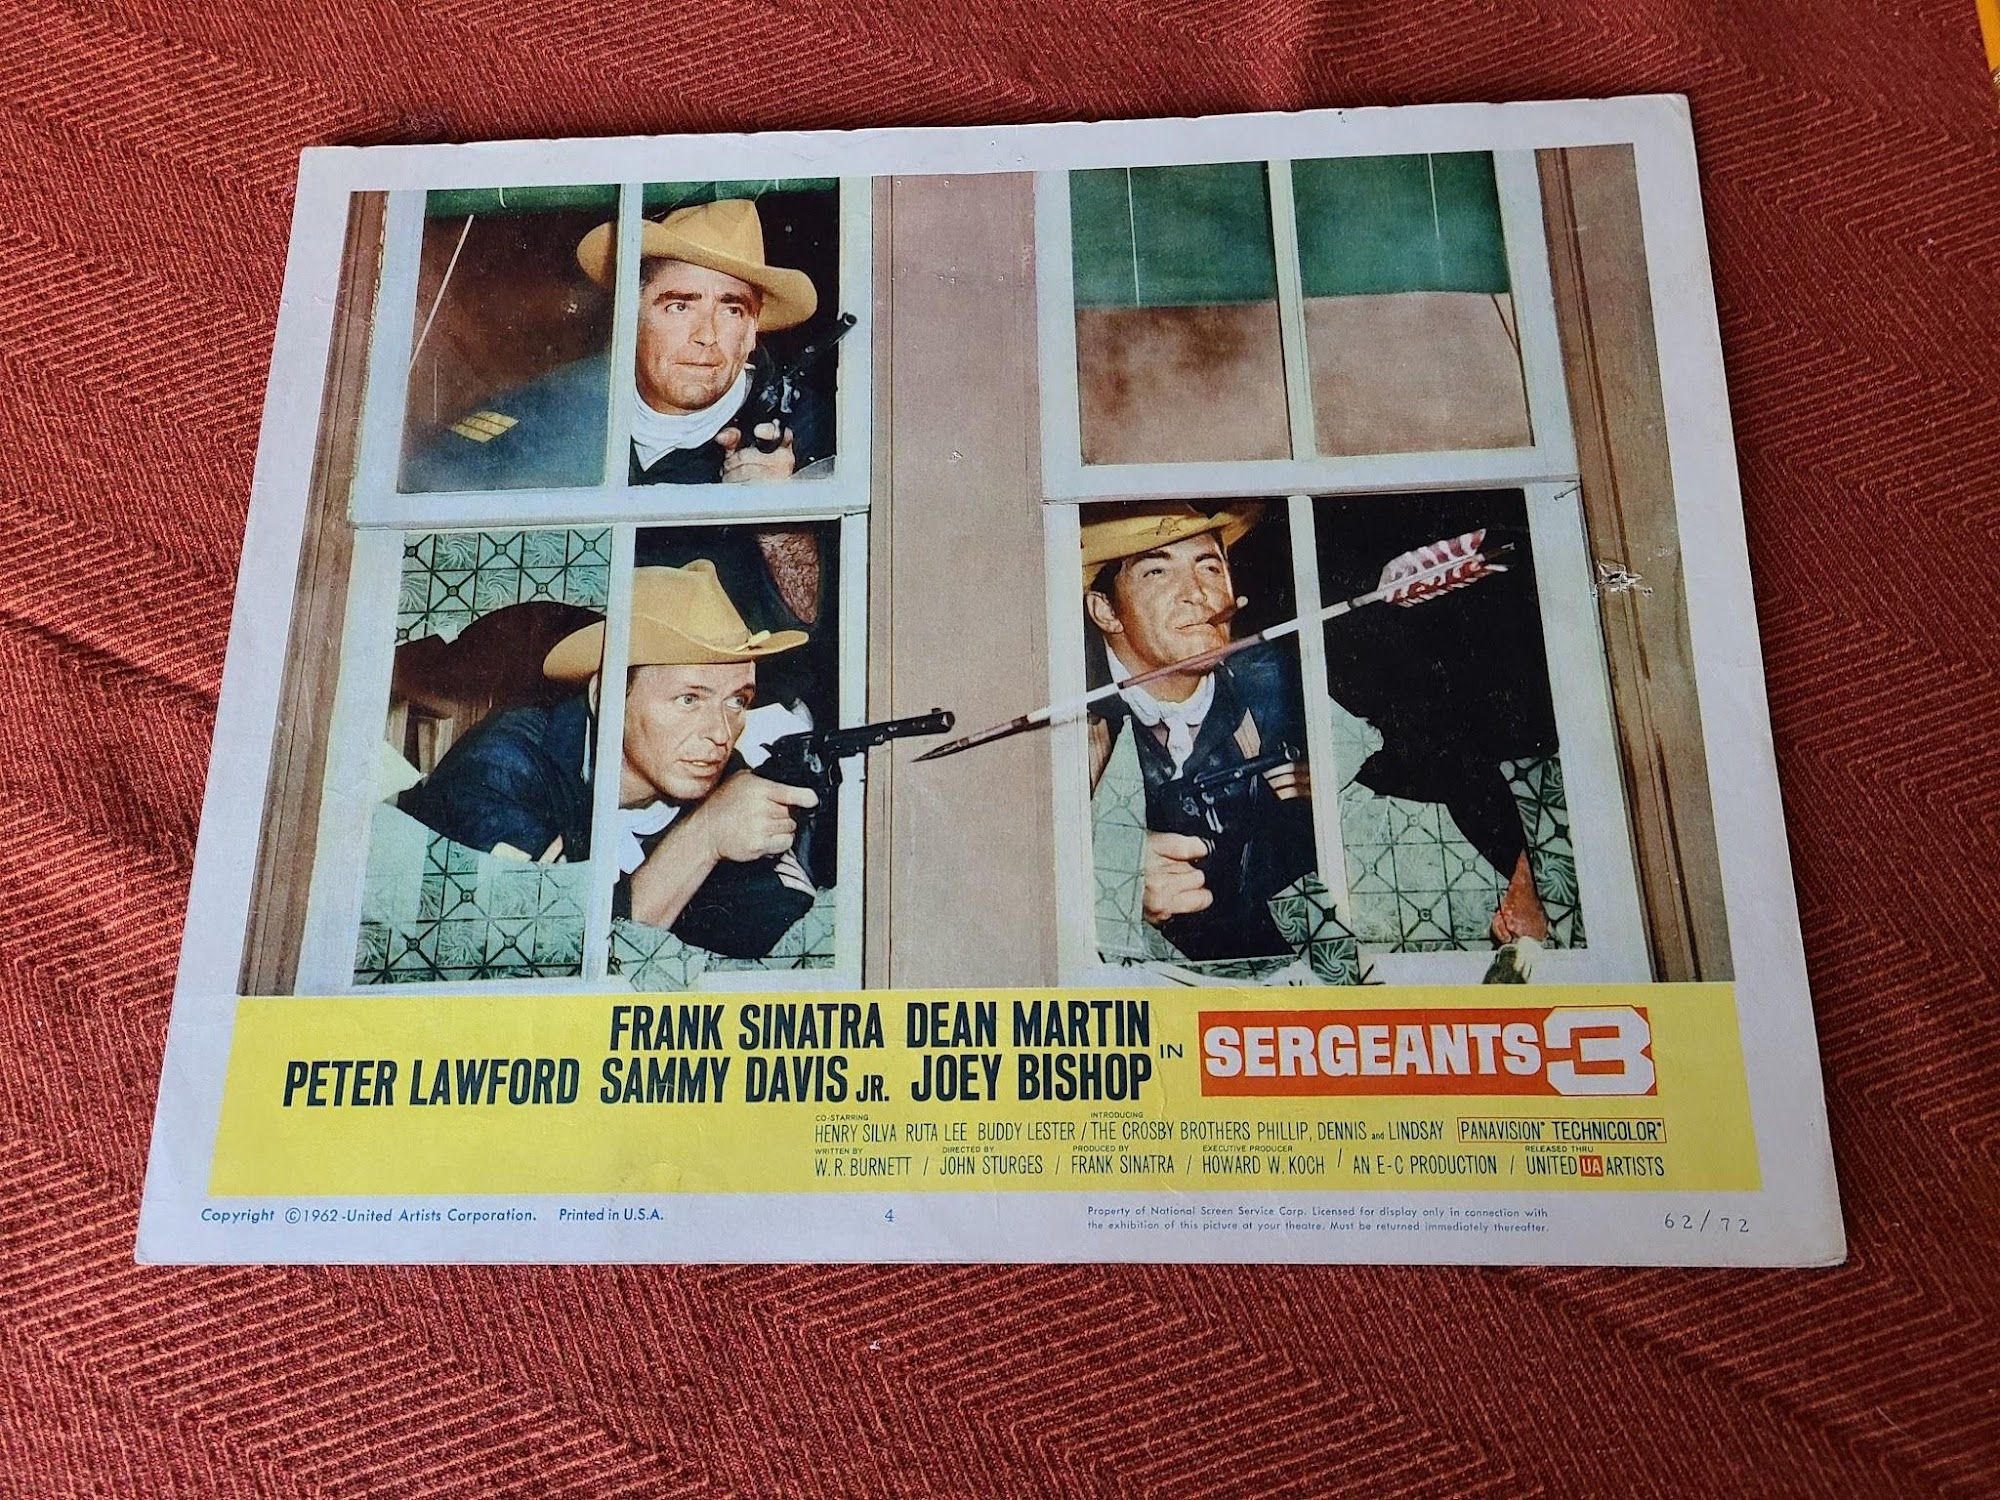 FRANK SINATRA DEAN MARTIN
PETER LAWFORD SAMMY DAVIS JR. JOEY BISHOP IN
SERGEANTS 3
CO-STARRING INTRODUCING
HENRY SILVA RUTA LEE BUDDY LESTER / THE CROSBY BROTHERS PHILLIP, DENNIS and LINDSAY PANAVISION® TECHNICOLOR®
WRITTEN BY DIRECTED BY PRODUCED BY EXECUTIVE PRODUCER RELEASED THRU
W. R. BURNETT / JOHN STURGES / FRANK SINATRA / HOWARD W. KOCH / AN E-C PRODUCTION / UNITED UA ARTISTS
Copyright ©1962-United Artists Corporation. Printed in U.S.A.
4
Property of National Screen Service Corp. Licensed for display only in connection with
the exhibition of this picture at your theatre. Must be returned immediately thereafter.
62/72